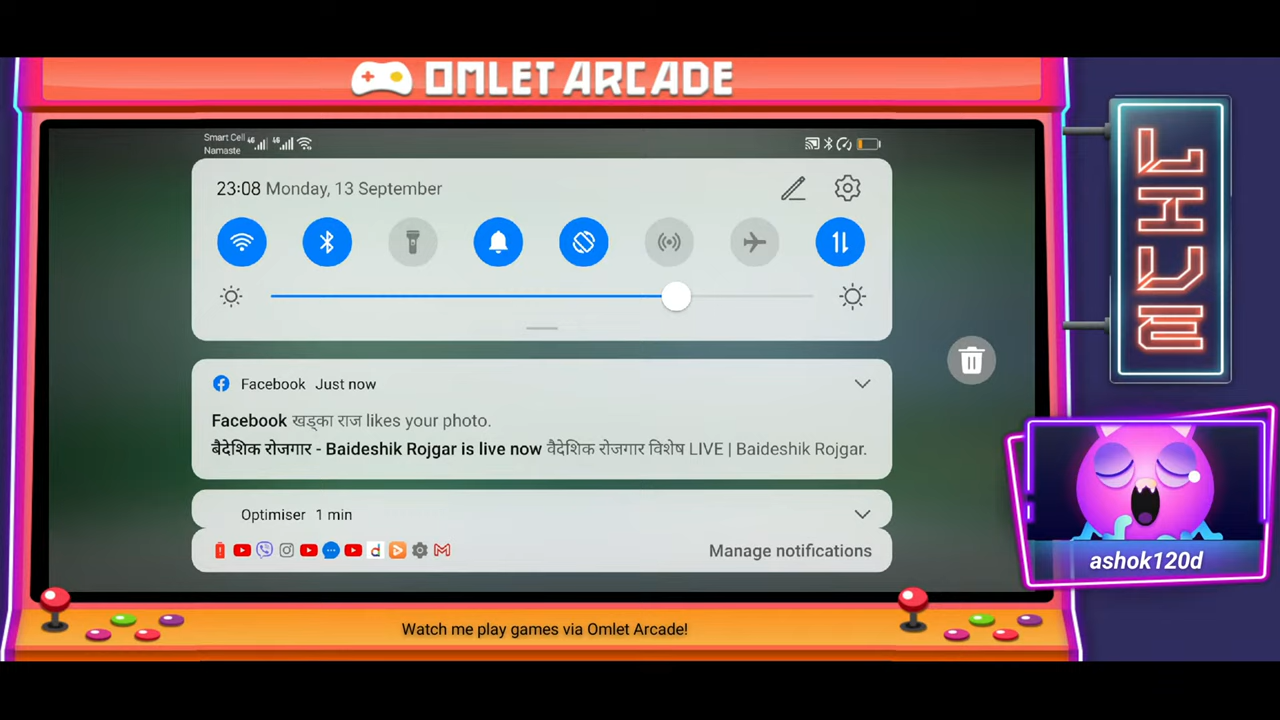 OMLET ARCADE
Smart Cell
Namaste
23:08 Monday, 13 September
Facebook Just now
Facebook खड्का राज likes your photo.
बैदेशिक रोजगार - Baideshik Rojgar is live now वैदेशिक रोजगार विशेष LIVE | Baideshik Rojgar.
Optimiser 1 min
Manage notifications
LIVE
ashok120d
Watch me play games via Omlet Arcade!